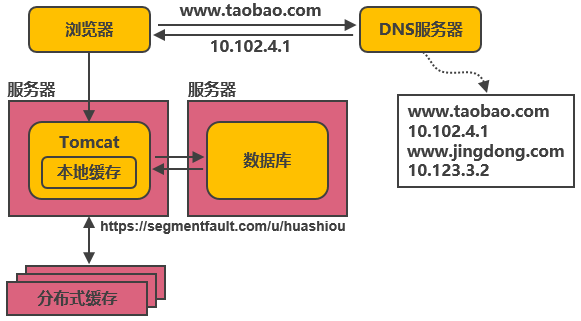 www.taobao.com
浏览器
DNS服务器
10.102.4.1
服务器
服务器
www.taobao.com
10.102.4.1
www.jingdong.com
10.123.3.2
Tomcat
本地缓存
数据库
https://segmentfault.com/u/huashiou
分布式缓存